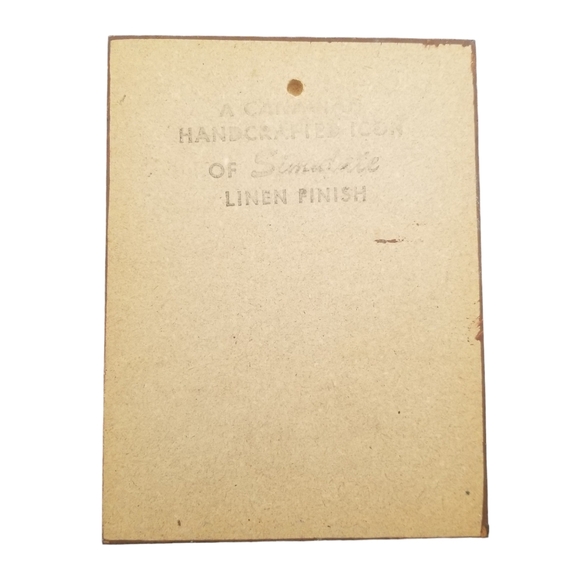 A
HANDCRAFTED ICON
OF
LINEN FINISH